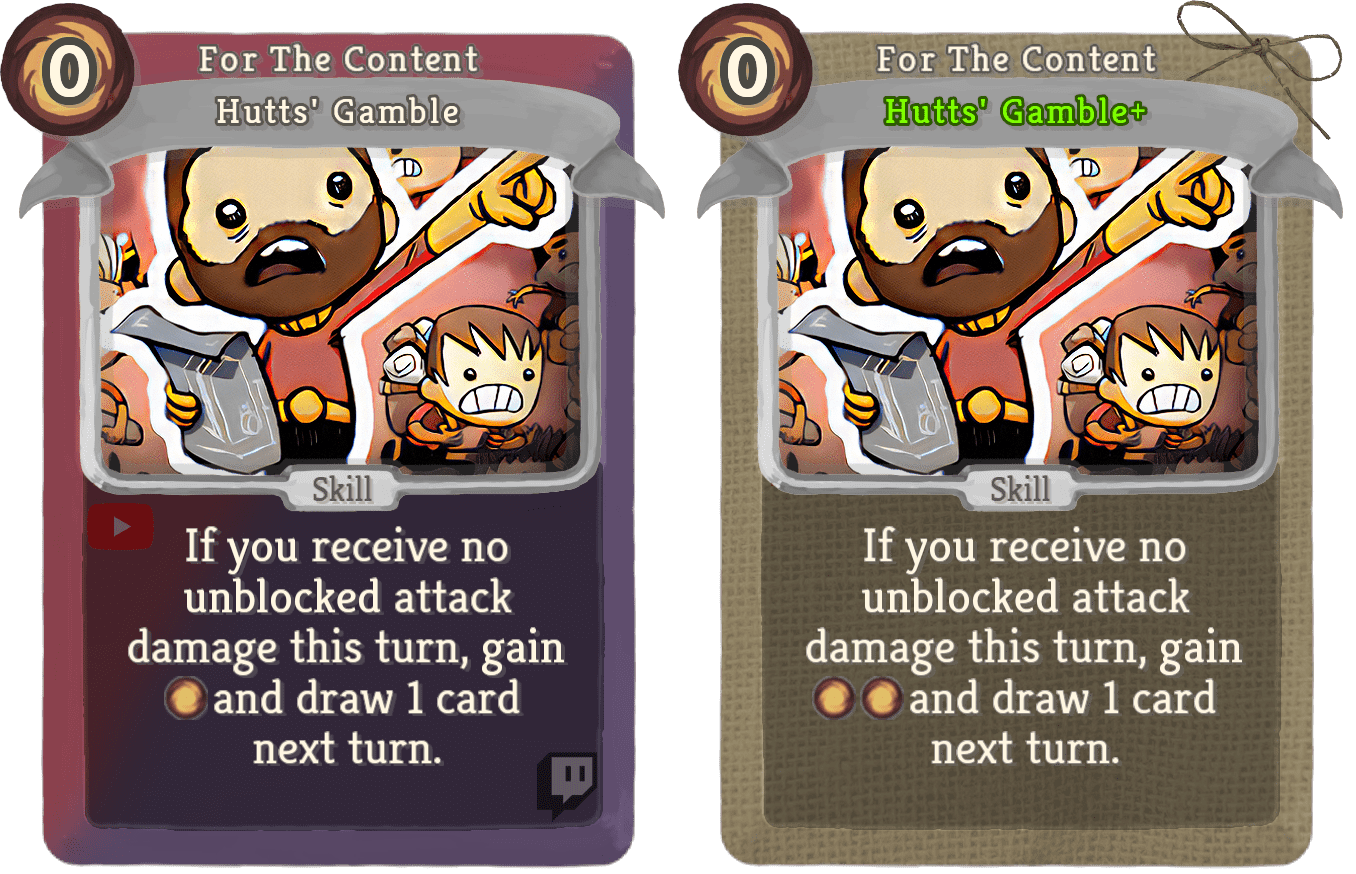 0
For The Content
Hutts' Gamble
Skill
If you receive no
unblocked attack
damage this turn, gain
and draw 1 card
next turn.
0
For The Content
Hutts' Gamble+
Skill
If you receive no
unblocked attack
damage this turn, gain
and draw 1 card
next turn.